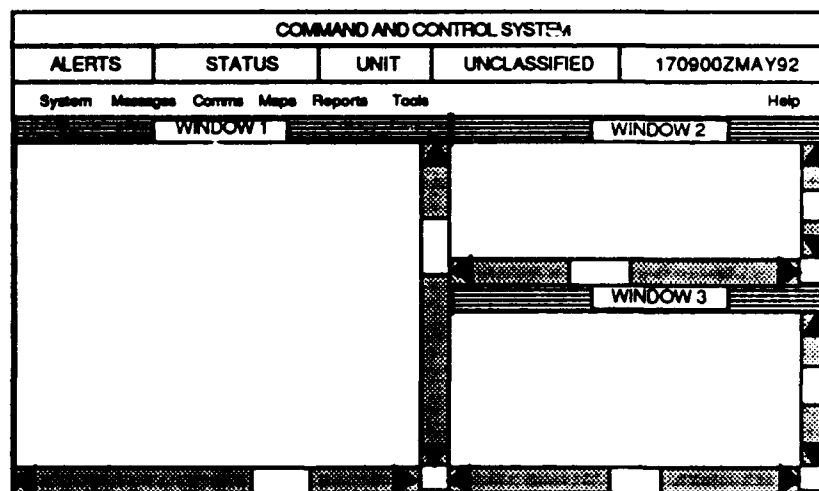 COMMAND AND CONTROL SYSTEM
ALERTS STATUS UNIT UNCLASSIFIED 170900ZMAY92
System Messages Comms Maps Reports Tools Help
WINDOW 1 WINDOW 2
WINDOW 3